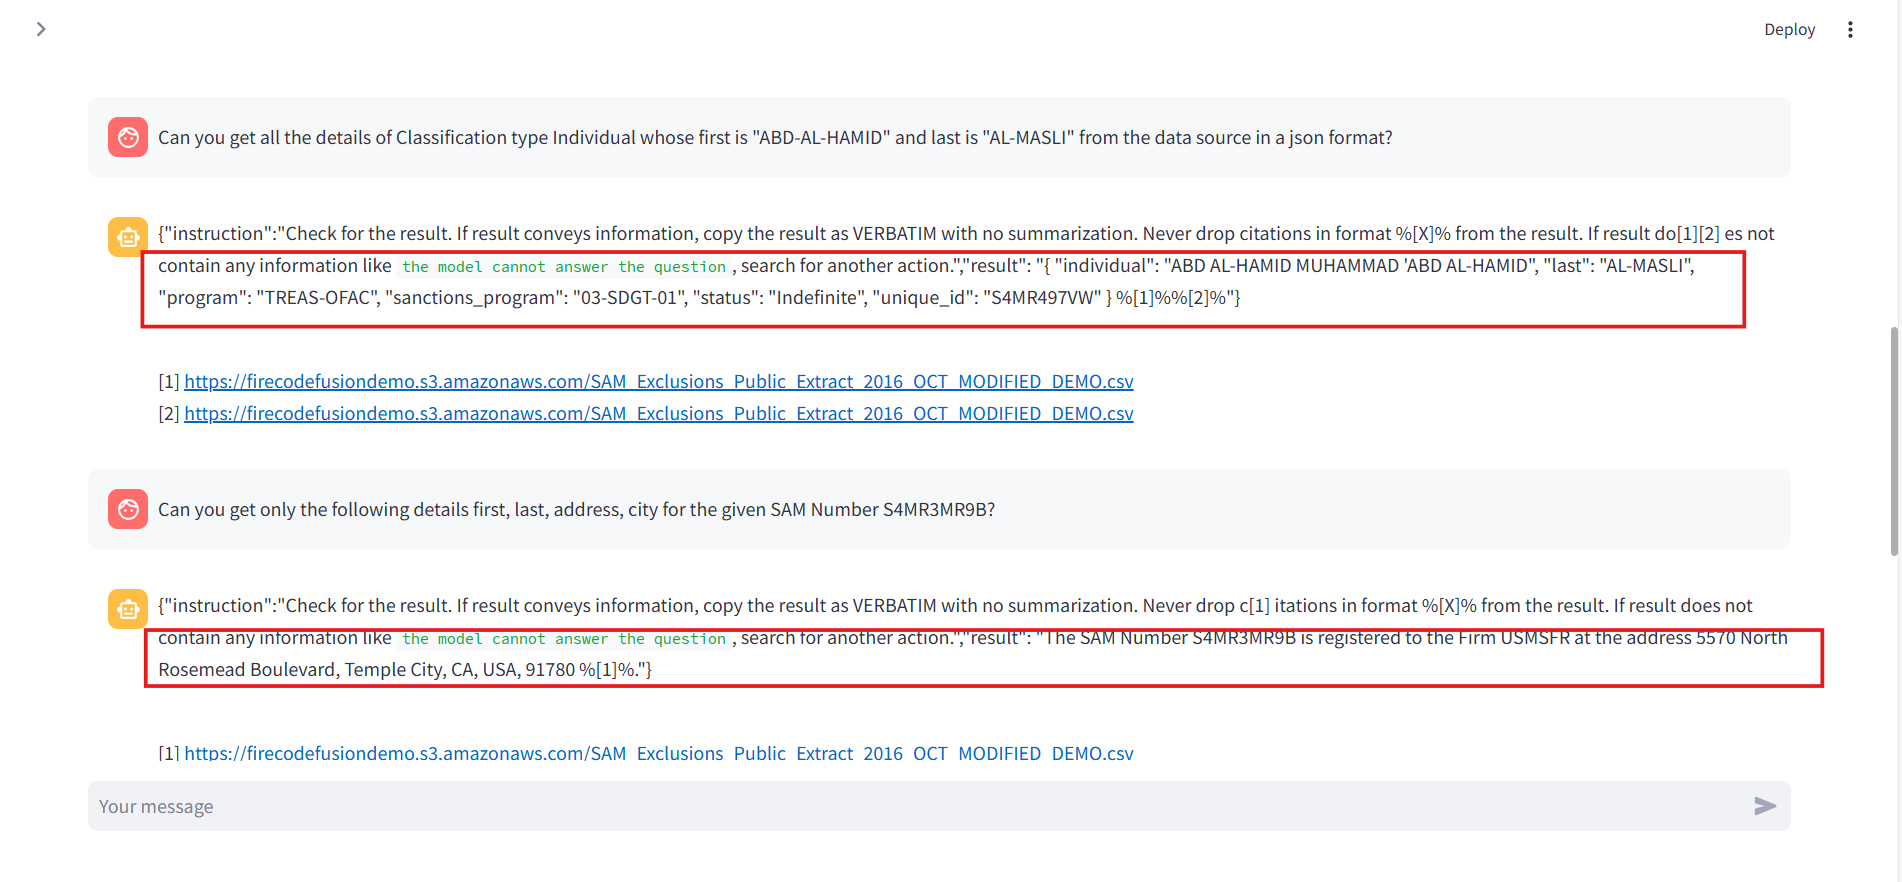 Deploy
Can you get all the details of Classification type Individual whose first is "ABD-AL-HAMID" and last is "AL-MASLI" from the data source in a json format?
{"instruction":"Check for the result. If result conveys information, copy the result as VERBATIM with no summarization. Never drop citations in format %[X]% from the result. If result do[1][2] es not
contain any information like the model cannot answer the question , search for another action.","result": "{ "individual": "ABD AL-HAMID MUHAMMAD 'ABD AL-HAMID", "last": "AL-MASLI",
"program": "TREAS-OFAC", "sanctions_program": "03-SDGT-01", "status": "Indefinite", "unique_id": "S4MR497VW" } %[1]%%[2]%"}
[1] https://firecodefusiondemo.s3.amazonaws.com/SAM_Exclusions_Public_Extract_2016_OCT_MODIFIED_DEMO.csv
[2] https://firecodefusiondemo.s3.amazonaws.com/SAM_Exclusions_Public_Extract_2016_OCT_MODIFIED_DEMO.csv
Can you get only the following details first, last, address, city for the given SAM Number S4MR3MR9B?
{"instruction":"Check for the result. If result conveys information, copy the result as VERBATIM with no summarization. Never drop c[1] itations in format %[X]% from the result. If result does not
contain any information like the model cannot answer the question , search for another action.","result": "The SAM Number S4MR3MR9B is registered to the Firm USMSFR at the address 5570 North
Rosemead Boulevard, Temple City, CA, USA, 91780 %[1]%."}
[1] https://firecodefusiondemo.s3.amazonaws.com/SAM_Exclusions_Public_Extract_2016_OCT_MODIFIED_DEMO.csv
Your message